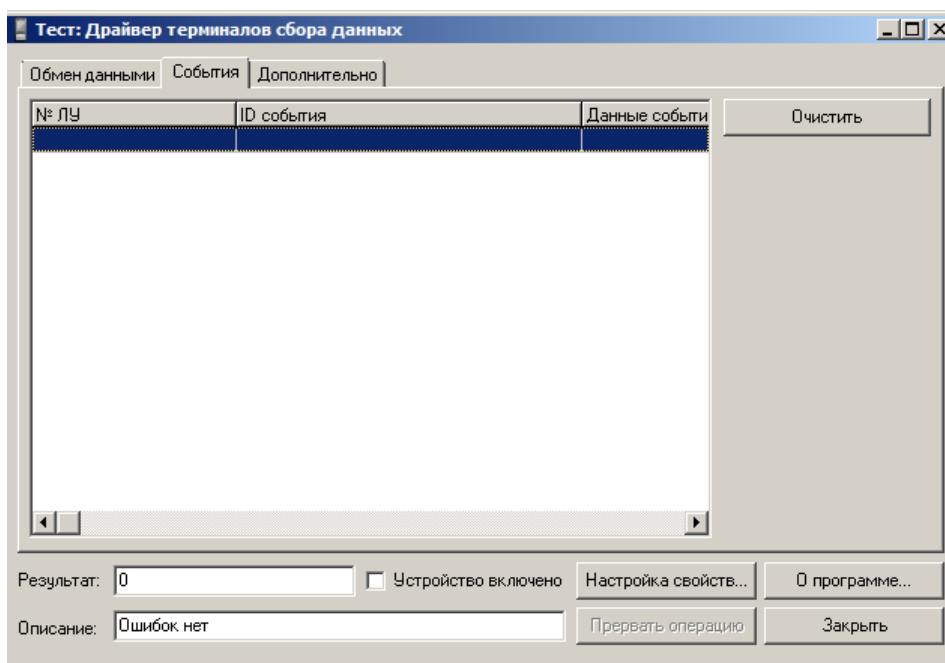 Тест: Драйвер терминалов сбора данных
Обмен данными События Дополнительно
№ ЛУ ID события Данные событи Очистить
Результат: 0 Устройство включено Настройка свойств... О программе...
Описание: Ошибок нет Прервать операцию Закрыть